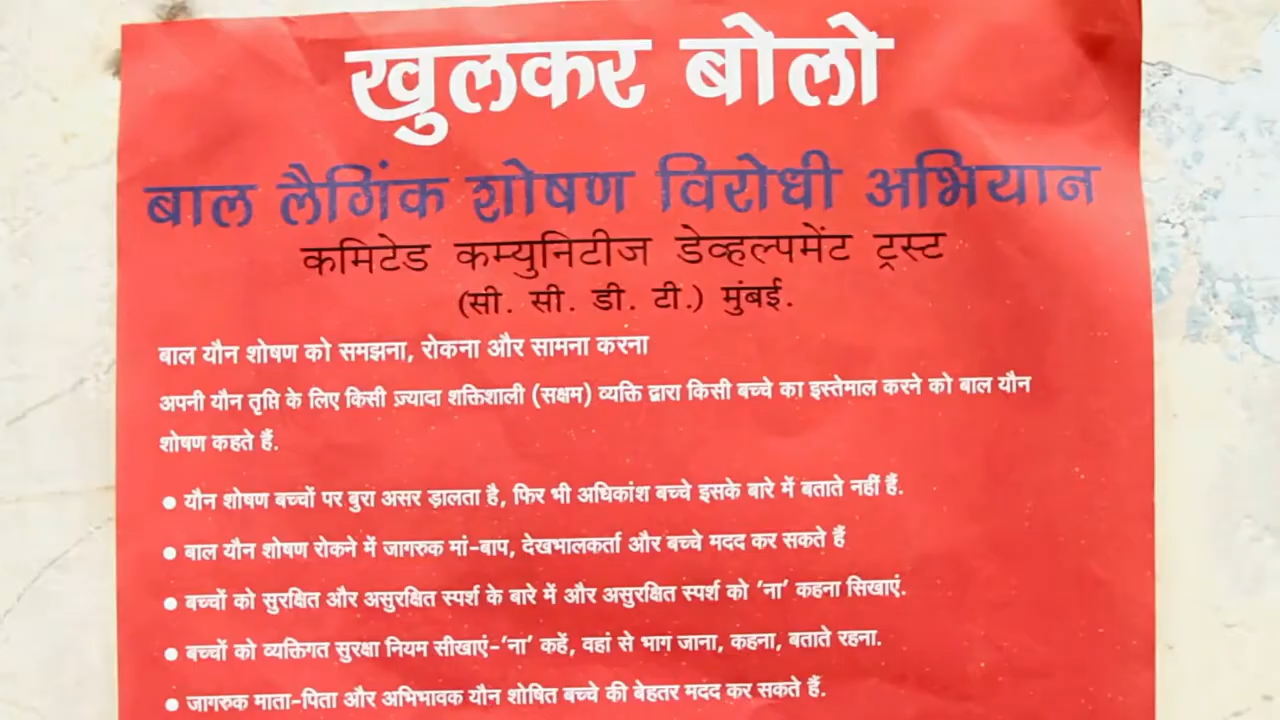 खुलकर बोलो
बाल लैगिंक शोषण विरोधी अभियान
कमिटेड कम्युनिटीज डेव्हल्पमेंट ट्रस्ट
(सी. सी. डी. टी.) मुंबई.
बाल यौन शोषण को समझना, रोकना और सामना करना
अपनी यौन तृप्ति के लिए किसी ज़्यादा शक्तिशाली (सक्षम) व्यक्ति द्वारा किसी बच्चे का इस्तेमाल करने को बाल यौन
शोषण कहते हैं.
● यौन शोषण बच्चों पर बुरा असर ड़ालता है, फिर भी अधिकांश बच्चे इसके बारे में बताते नहीं हैं.
● बाल यौन शोषण रोकने में जागरुक मां-बाप, देखभालकर्ता और बच्चे मदद कर सकते हैं
● बच्चों को सुरक्षित और असुरक्षित स्पर्श के बारे में और असुरक्षित स्पर्श को 'ना' कहना सिखाएं.
● बच्चों को व्यक्तिगत सुरक्षा नियम सीखाएं-'ना' कहें, वहां से भाग जाना, कहना, बताते रहना.
● जागरुक माता-पिता और अभिभावक यौन शोषित बच्चे की बेहतर मदद कर सकते हैं.